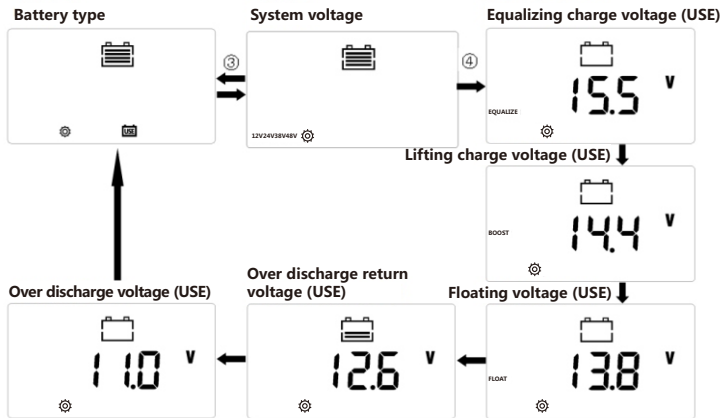 Battery type
System voltage
Equalizing charge voltage (USE)
③
④
USE
12V24V38V48V
EQUALIZE
15.5 V
Lifting charge voltage (USE)
BOOST
14.4 V
Over discharge voltage (USE)
Over discharge return
voltage (USE)
Floating voltage (USE)
11.0 V
12.6 V
FLOAT
13.8 V